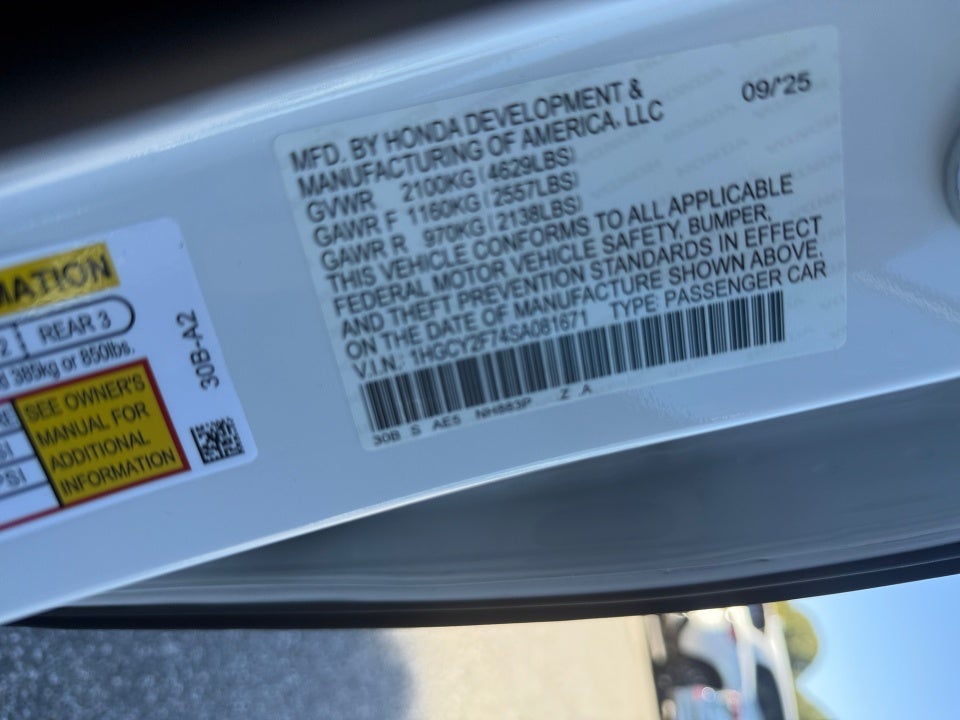 MFD. BY HONDA DEVELOPMENT &
MANUFACTURING OF AMERICA, LLC
09/'25
GVWR 2100KG (4629LBS)
GAWR F 1160KG (2557LBS)
GAWR R 970KG (2138LBS)
THIS VEHICLE CONFORMS TO ALL APPLICABLE
FEDERAL MOTOR VEHICLE SAFETY, BUMPER,
AND THEFT PREVENTION STANDARDS IN EFFECT
ON THE DATE OF MANUFACTURE SHOWN ABOVE.
V.I.N.: 1HGCY2F74SA081671 TYPE: PASSENGER CAR
30B S AE5 NH883P Z A
MATION
2 REAR 3
385kg or 850lbs.
SEE OWNER'S
MANUAL FOR
ADDITIONAL
INFORMATION
PSI
30B-A2